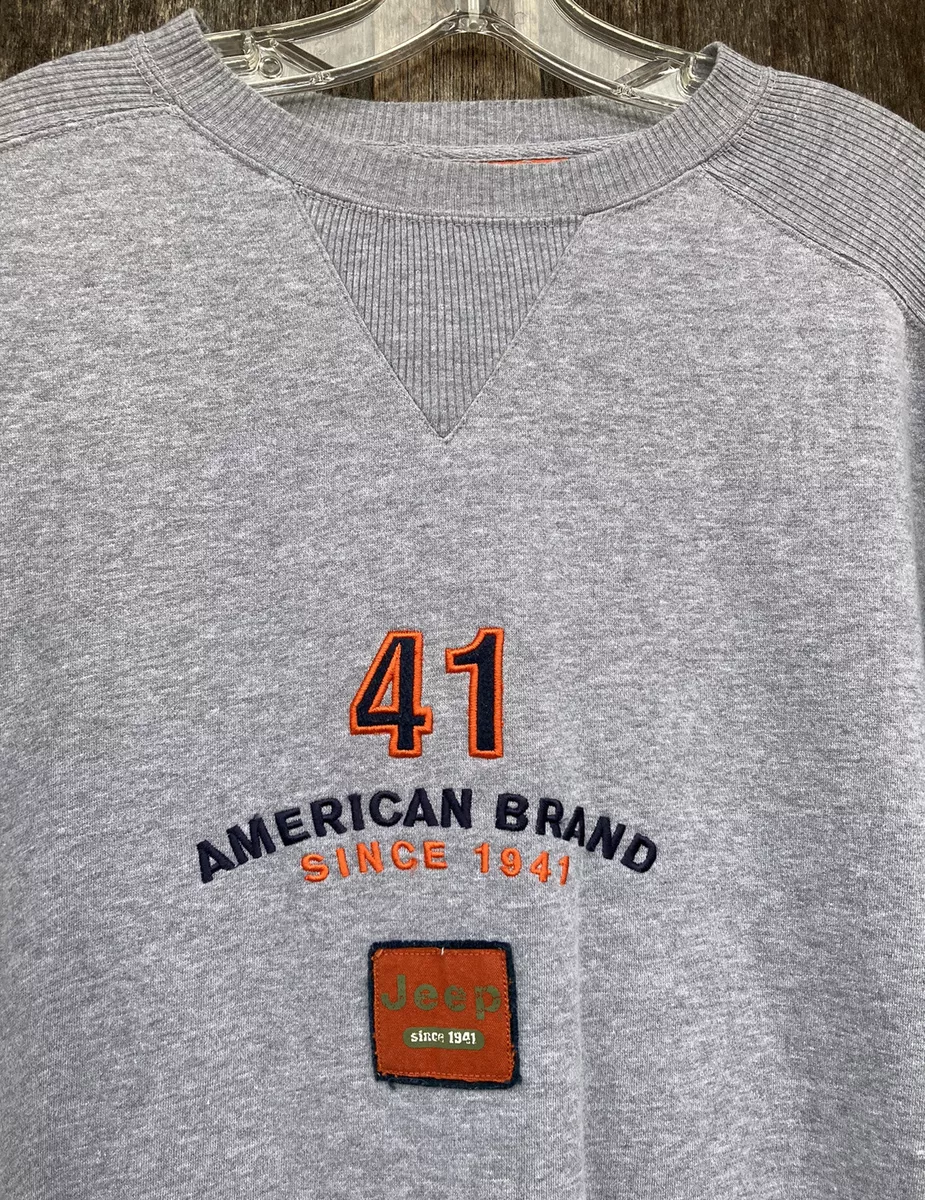 41
AMERICAN BRAND
SINCE 1941
Jeep
since 1941